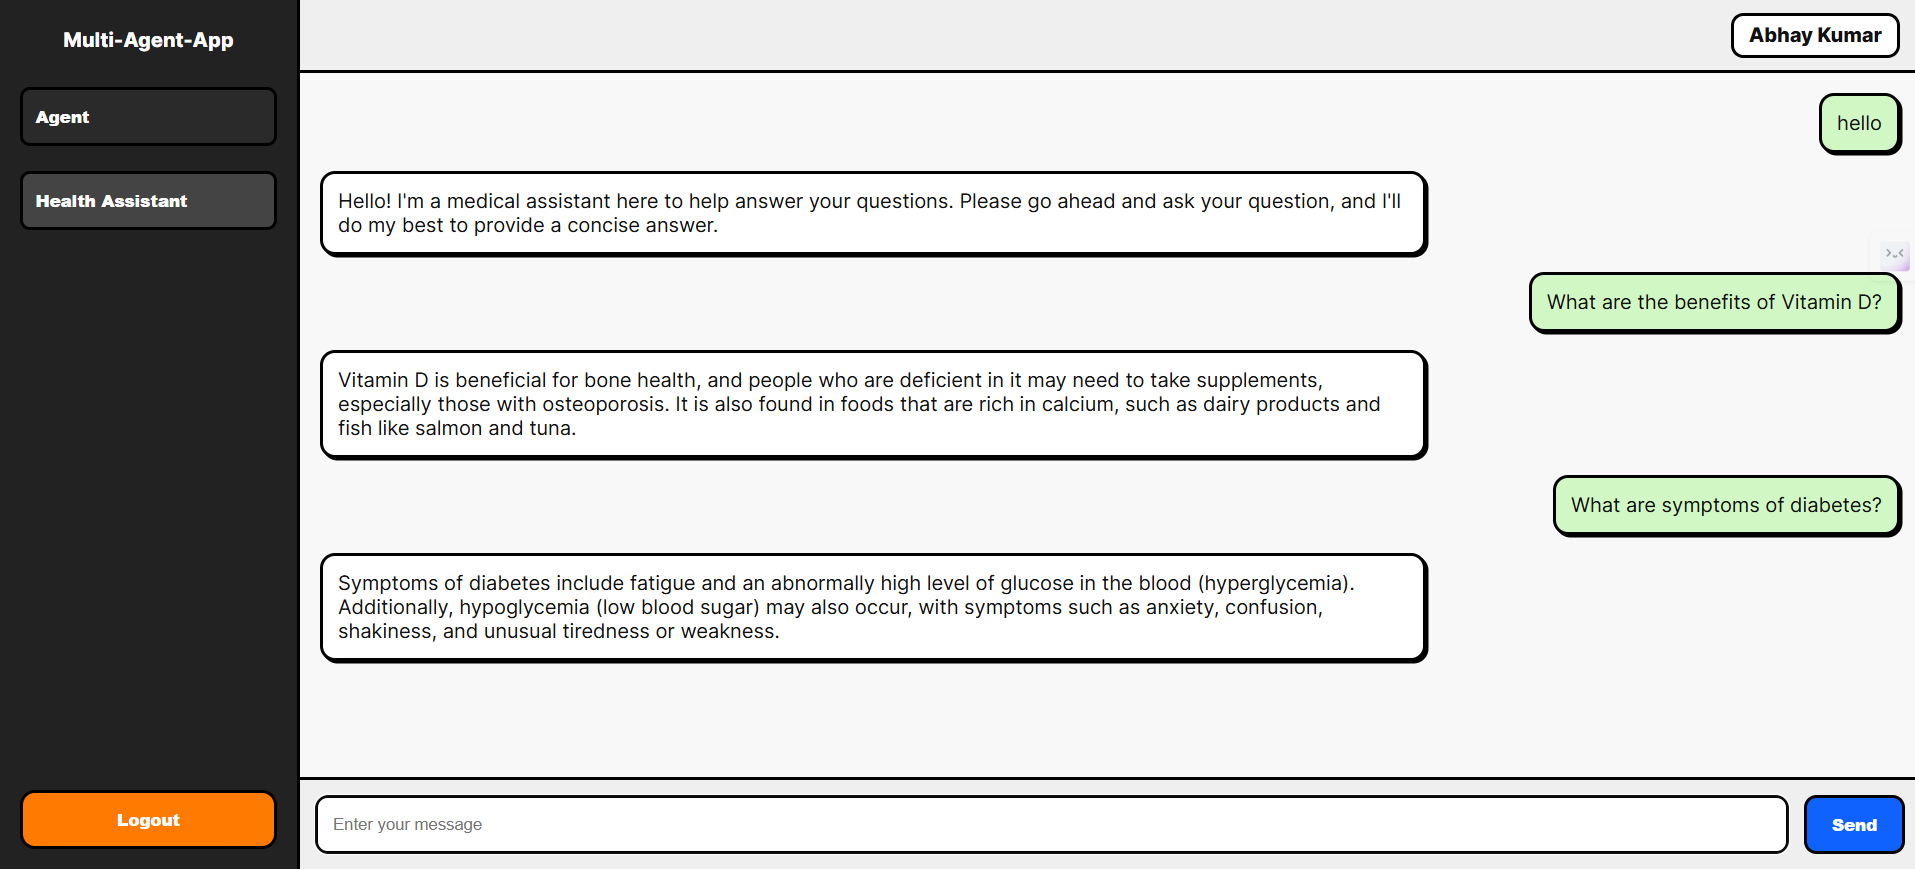 Multi-Agent-App
Agent
Health Assistant
Logout
Abhay Kumar
hello
Hello! I'm a medical assistant here to help answer your questions. Please go ahead and ask your question, and I'll
do my best to provide a concise answer.
What are the benefits of Vitamin D?
Vitamin D is beneficial for bone health, and people who are deficient in it may need to take supplements,
especially those with osteoporosis. It is also found in foods that are rich in calcium, such as dairy products and
fish like salmon and tuna.
What are symptoms of diabetes?
Symptoms of diabetes include fatigue and an abnormally high level of glucose in the blood (hyperglycemia).
Additionally, hypoglycemia (low blood sugar) may also occur, with symptoms such as anxiety, confusion,
shakiness, and unusual tiredness or weakness.
Enter your message
Send